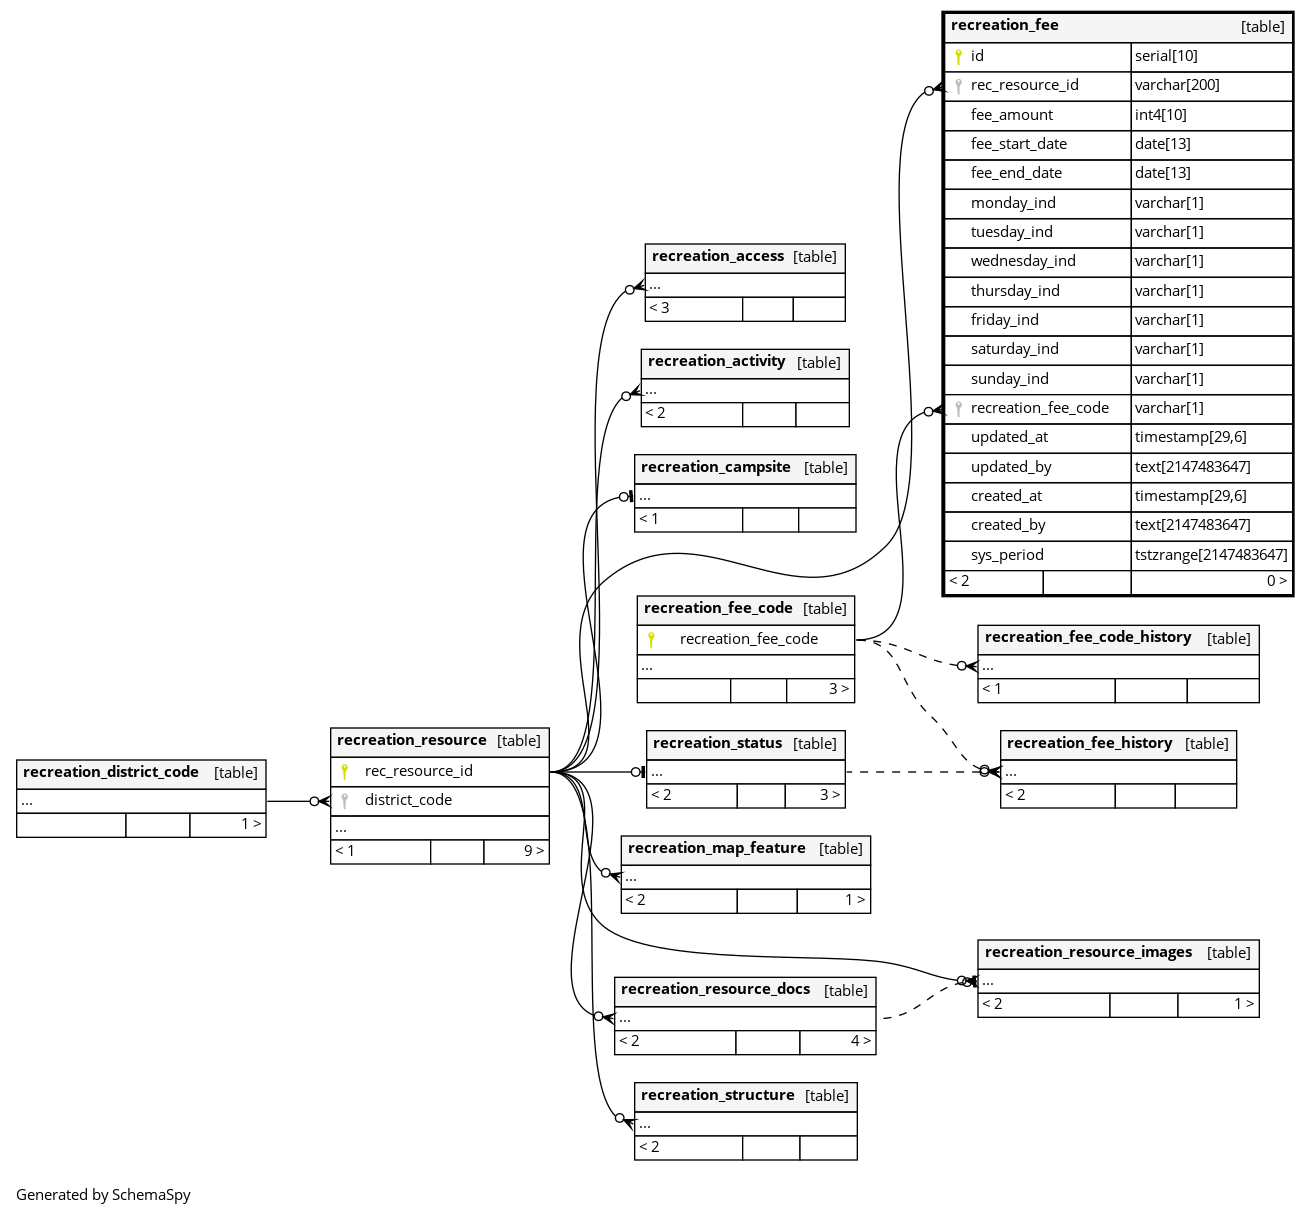 recreation_fee [table]
id serial[10]
rec_resource_id varchar[200]
fee_amount int4[10]
fee_start_date date[13]
fee_end_date date[13]
monday_ind varchar[1]
tuesday_ind varchar[1]
wednesday_ind varchar[1]
thursday_ind varchar[1]
friday_ind varchar[1]
saturday_ind varchar[1]
sunday_ind varchar[1]
recreation_fee_code varchar[1]
updated_at timestamp[29,6]
updated_by text[2147483647]
created_at timestamp[29,6]
created_by text[2147483647]
sys_period tstzrange[2147483647]
< 2 0 >
recreation_access [table]
...
< 3
recreation_activity [table]
...
< 2
recreation_campsite [table]
...
< 1
recreation_fee_code [table]
recreation_fee_code
...
3 >
recreation_fee_code_history [table]
...
< 1
recreation_district_code [table]
...
1 >
recreation_resource [table]
rec_resource_id
district_code
...
< 1 9 >
recreation_status [table]
...
< 2 3 >
recreation_fee_history [table]
...
< 2
recreation_map_feature [table]
...
< 2 1 >
recreation_resource_images [table]
...
< 2 1 >
recreation_resource_docs [table]
...
< 2 4 >
recreation_structure [table]
...
< 2
Generated by SchemaSpy